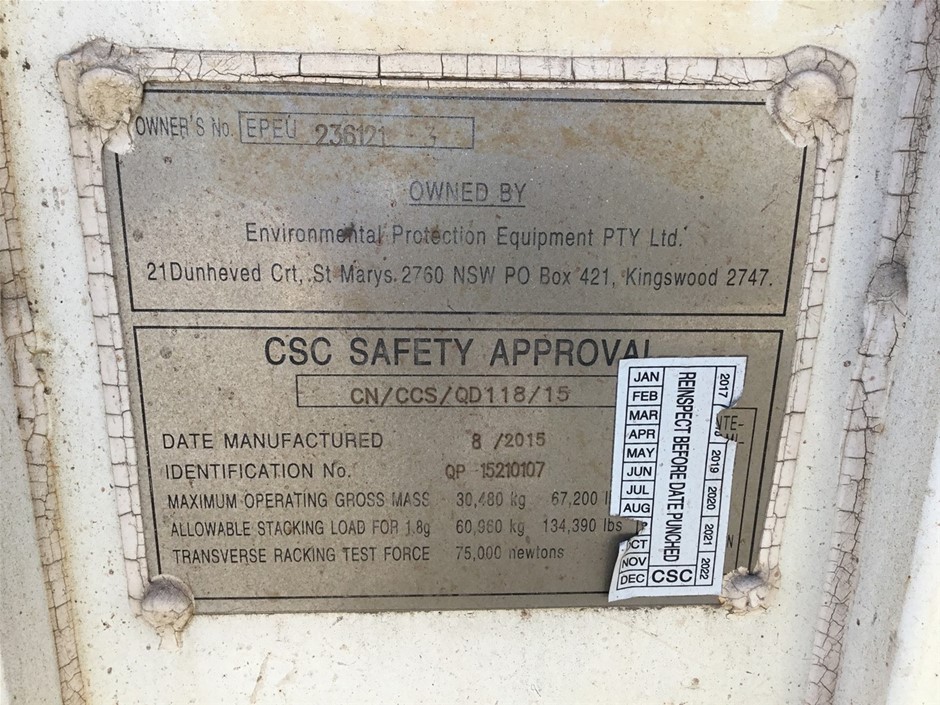 OWNER'S No. EPEU 236121 3
OWNED BY
Environmental Protection Equipment PTY Ltd.
21 Dunheved Crt, St Marys 2760 NSW PO Box 421, Kingswood 2747.
CSC SAFETY APPROVAL
CN/CCS/QD118/15
DATE MANUFACTURED 8 /2015
IDENTIFICATION No. QP 15210107
MAXIMUM OPERATING GROSS MASS 30,480 kg 67,200
ALLOWABLE STACKING LOAD FOR 1.8g 60,960 kg 134,390 lbs
TRANSVERSE RACKING TEST FORCE 75,000 newtons
JAN
FEB
MAR
APR
MAY
JUN
JUL
AUG
OCT
NOV
DEC
REINSPECT BEFORE DATE PUNCHED
CSC
2017
2019
2020
2021
2022